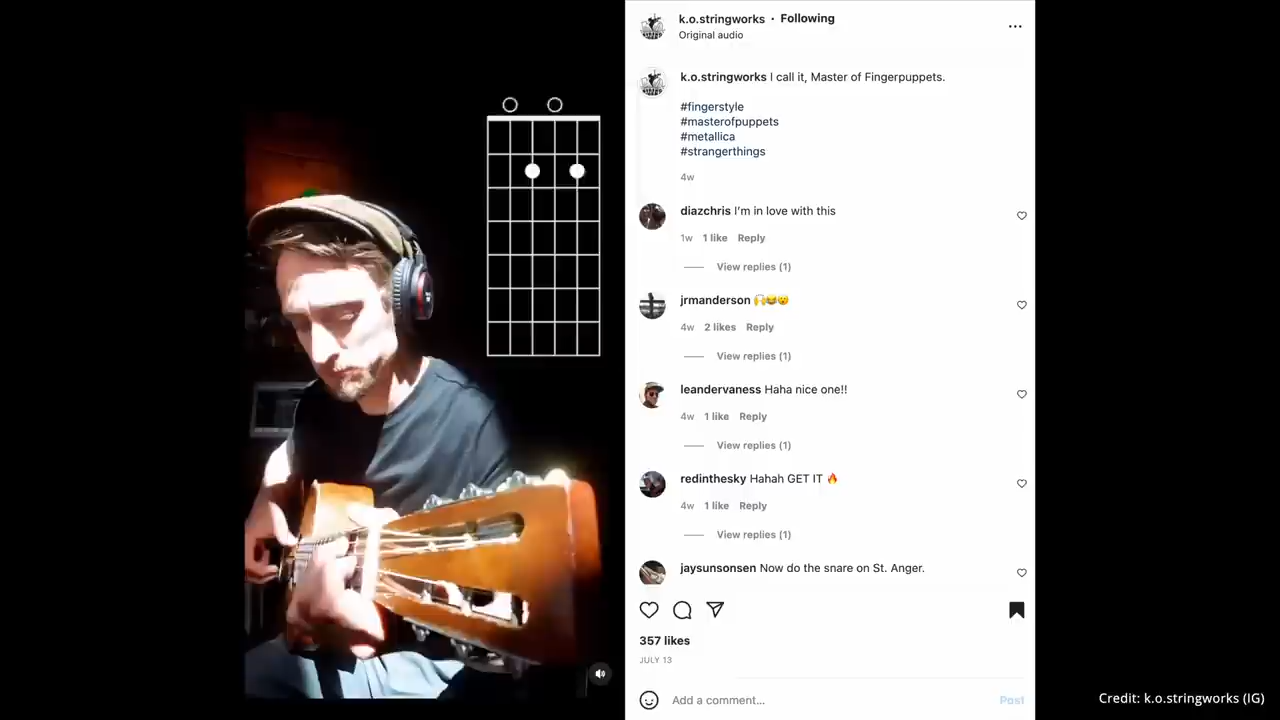 k.o.stringworks • Following
Original audio
k.o.stringworks I call it, Master of Fingerpuppets.
#fingerstyle
#masterofpuppets
#metallica
#strangerthings
4w
diazchris I'm in love with this
1w 1 like Reply
View replies (1)
jrmanderson 🙌😂😉
4w 2 likes Reply
View replies (1)
leandervaness Haha nice one!!
4w 1 like Reply
View replies (1)
redinthesky Hahah GET IT 🔥
4w 1 like Reply
View replies (1)
jaysunsonsen Now do the snare on St. Anger.
357 likes
JULY 13
Add a comment...
Post
Credit: k.o.stringworks (IG)